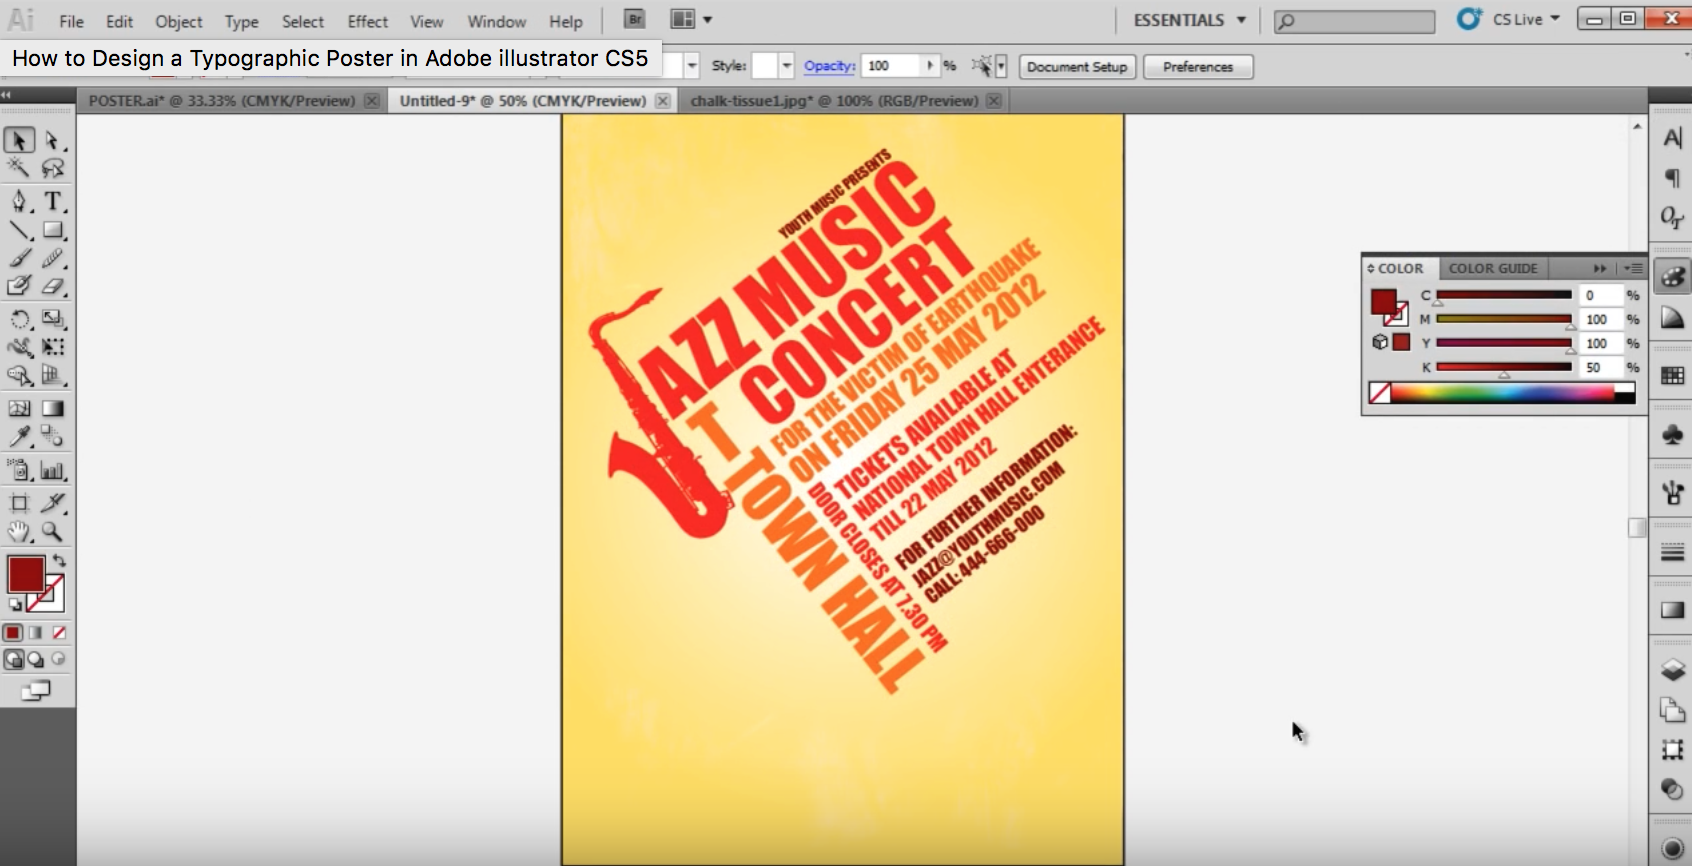 Ai File Edit Object Type Select Effect View Window Help Br ESSENTIALS CS Live
How to Design a Typographic Poster in Adobe illustrator CS5
Style: Opacity: 100 % Document Setup Preferences
POSTER.ai* @ 33.33% (CMYK/Preview) Untitled-9* @ 50% (CMYK/Preview) chalk-tissue1.jpg* @ 100% (RGB/Preview)
YOUTH MUSIC PRESENTS
JAZZ MUSIC
CONCERT
FOR THE VICTIM OF EARTHQUAKE
ON FRIDAY 25 MAY 2012
T TOWN HALL
TICKETS AVAILABLE AT
NATIONAL TOWN HALL ENTERANCE
TILL 22 MAY 2012
DOOR CLOSES AT 7.30 PM
FOR FURTHER INFORMATION:
JAZZ@YOUTHMUSIC.COM
CALL: 444-666-000
COLOR COLOR GUIDE
C 0 %
M 100 %
Y 100 %
K 50 %